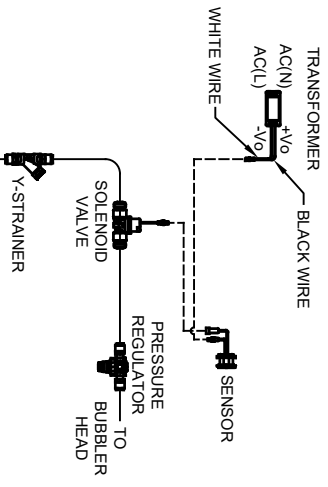 TRANSFORMER
AC(N)
AC(L)
+Vo
-Vo
WHITE WIRE
BLACK WIRE
SENSOR
SOLENOID
VALVE
Y-STRAINER
PRESSURE
REGULATOR
TO
BUBBLER
HEAD